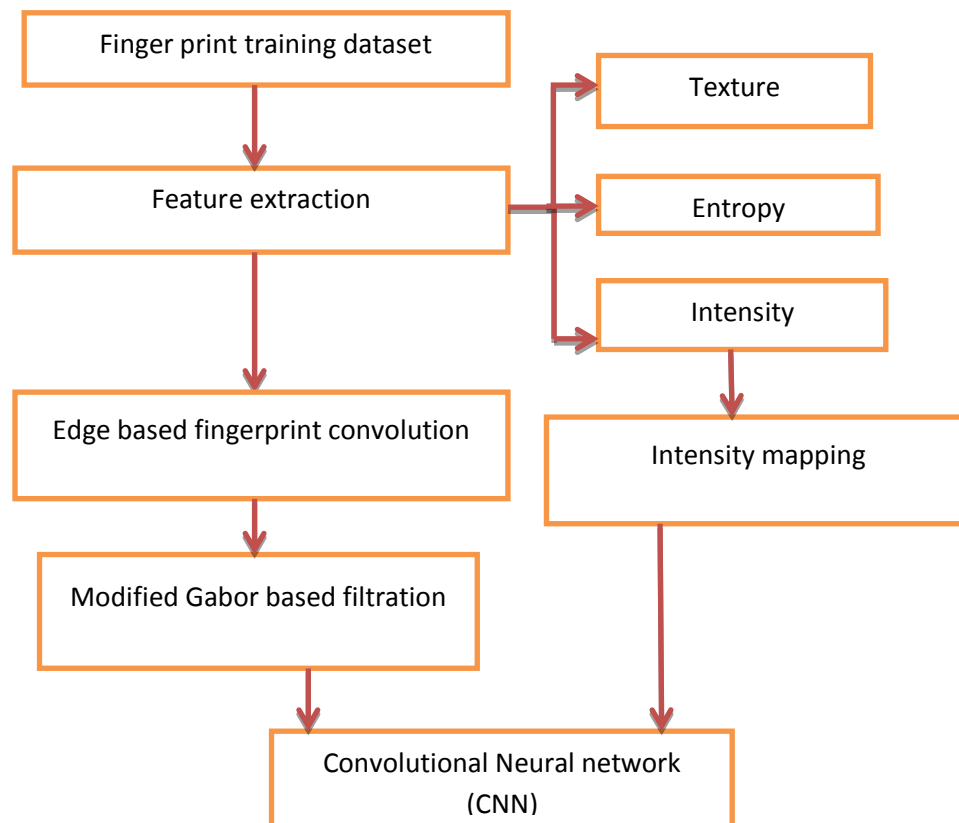 Finger print training dataset
Texture
Feature extraction
Entropy
Intensity
Edge based fingerprint convolution
Intensity mapping
Modified Gabor based filtration
Convolutional Neural network
(CNN)